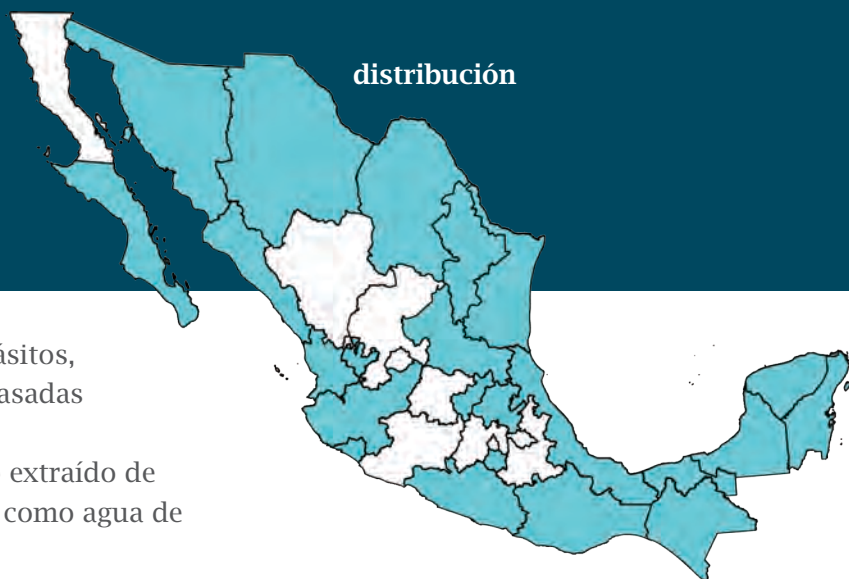 distribución
ásitos,
asadas
extraído de
como agua de